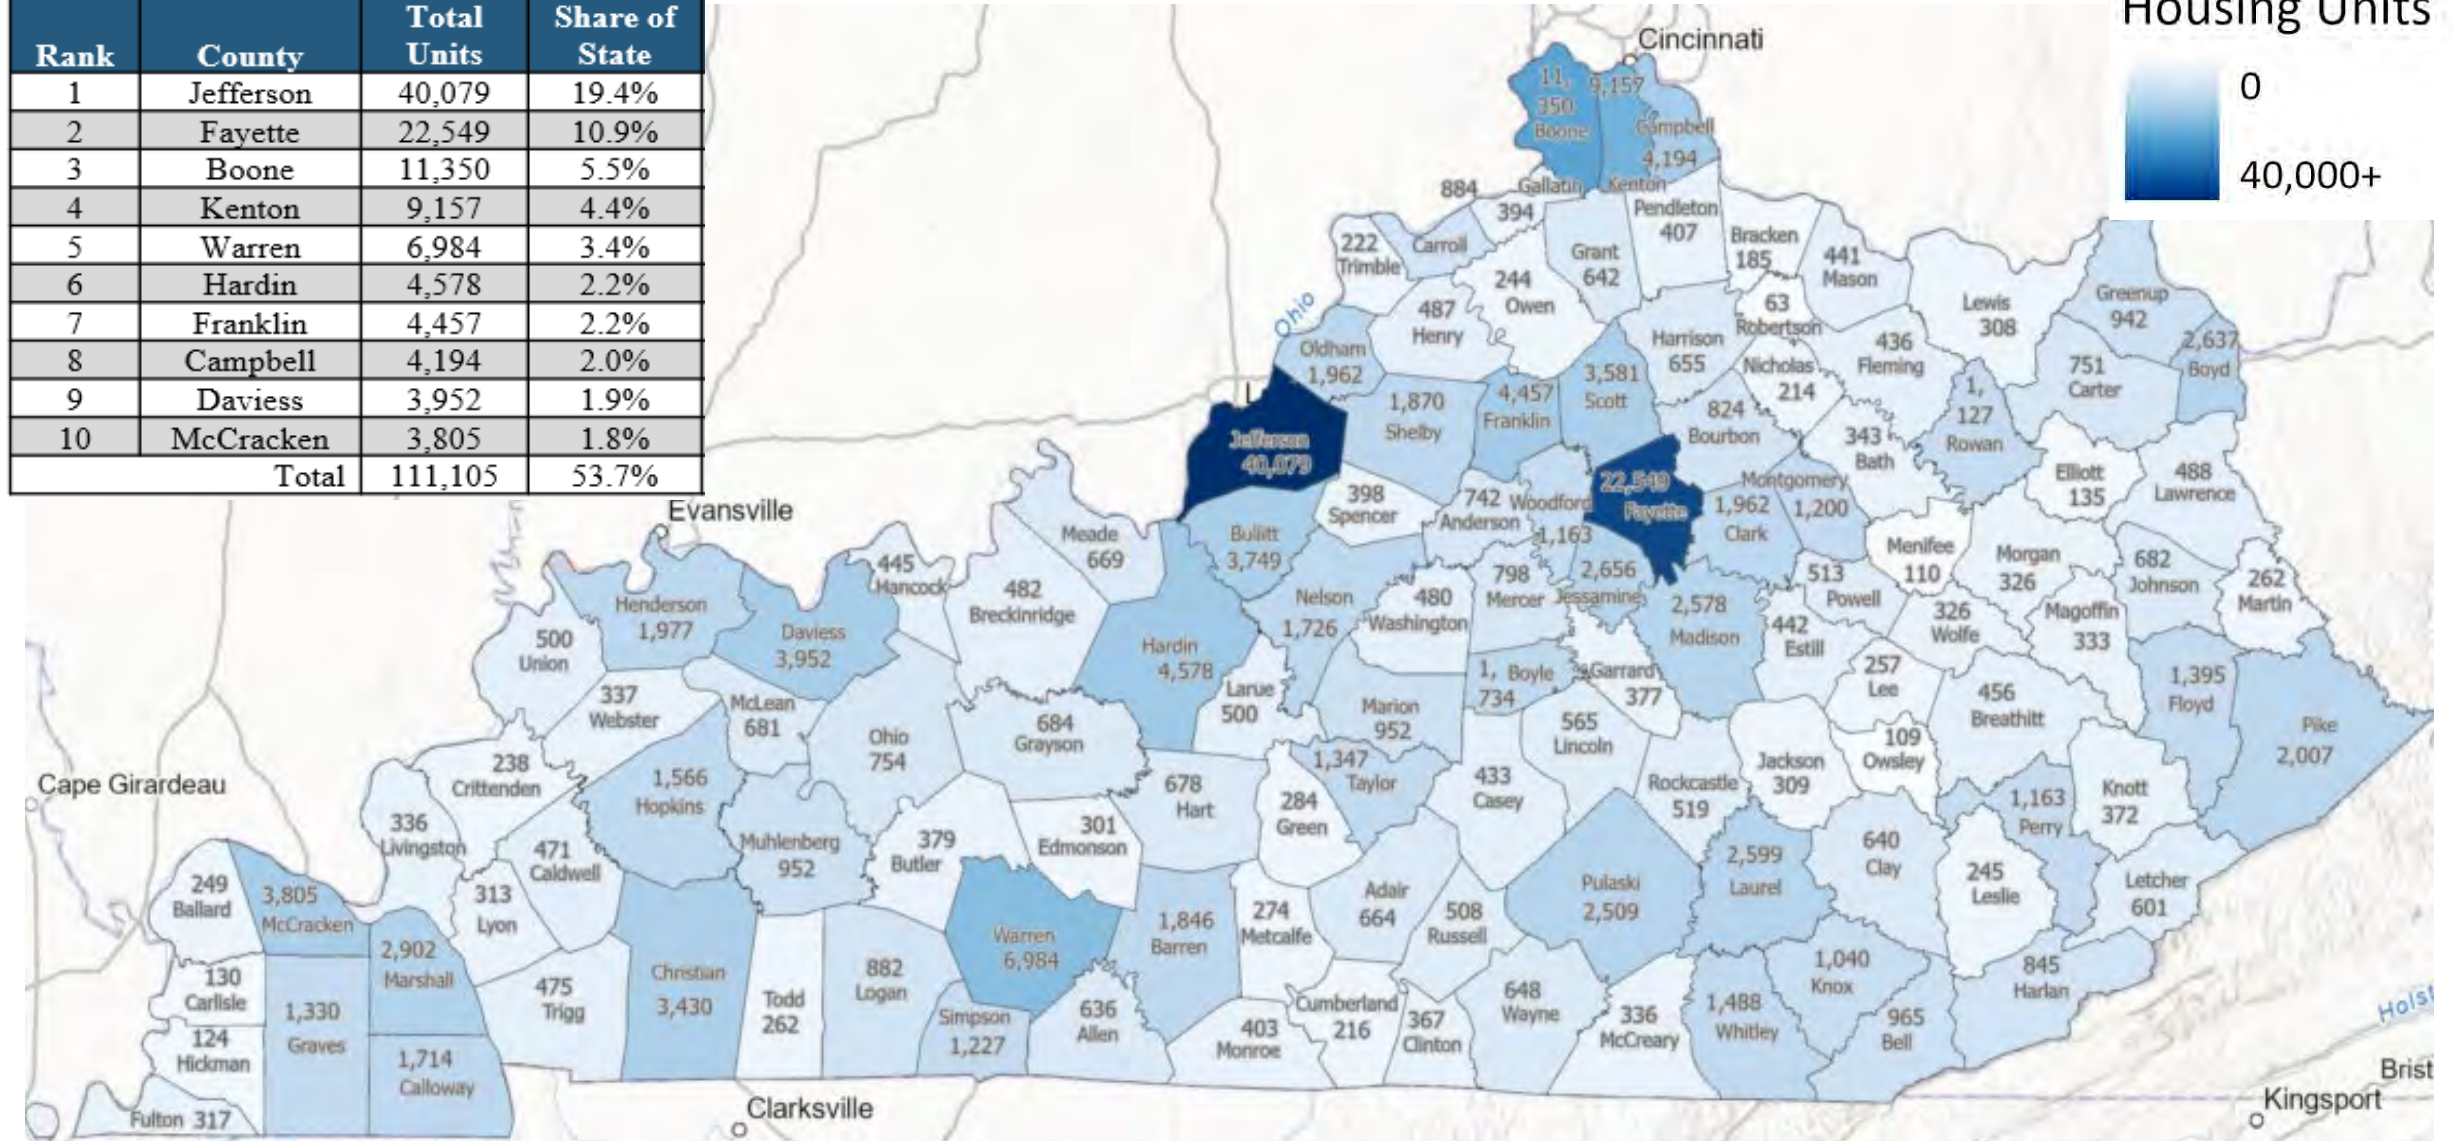 Rank County Total Units Share of State
1 Jefferson 40,079 19.4%
2 Fayette 22,549 10.9%
3 Boone 11,350 5.5%
4 Kenton 9,157 4.4%
5 Warren 6,984 3.4%
6 Hardin 4,578 2.2%
7 Franklin 4,457 2.2%
8 Campbell 4,194 2.0%
9 Daviess 3,952 1.9%
10 McCracken 3,805 1.8%
Total 111,105 53.7%
Housing Units
0
40,000+
Cincinnati
11,
350
Boone
9,157
Kenton
Campbell
4,194
884
Carroll
Gallatin
394
Pendleton
407
222
Trimble
Grant
642
Bracken
185
441
Mason
244
Owen
487
Henry
63
Robertson
Lewis
308
Greenup
942
2,637
Boyd
Ohio
Oldham
1,962
Harrison
655
Nicholas
214
436
Fleming
751
Carter
L
Jefferson
40,079
1,870
Shelby
4,457
Franklin
3,581
Scott
824
Bourbon
343
Bath
1,
127
Rowan
Elliott
135
488
Lawrence
Evansville
398
Spencer
742
Anderson
Woodford
1,163
22,549
Fayette
1,962
Clark
Montgomery
1,200
Menifee
110
Morgan
326
682
Johnson
262
Martin
Meade
669
Bullitt
3,749
445
Hancock
482
Breckinridge
Nelson
1,726
480
Washington
798
Mercer
2,656
Jessamine
2,578
Madison
513
Powell
442
Estill
326
Wolfe
Magoffin
333
Henderson
1,977
500
Union
Daviess
3,952
Hardin
4,578
Larue
500
Marion
952
1,
734
Boyle
Garrard
377
257
Lee
456
Breathitt
1,395
Floyd
Pike
2,007
337
Webster
McLean
681
Ohio
754
684
Grayson
565
Lincoln
109
Owsley
Cape Girardeau
238
Crittenden
1,566
Hopkins
678
Hart
1,347
Taylor
433
Casey
Rockcastle
519
Jackson
309
1,163
Perry
Knott
372
336
Livingston
471
Caldwell
Muhlenberg
952
379
Butler
301
Edmonson
284
Green
640
Clay
249
Ballard
3,805
McCracken
313
Lyon
Adair
664
Pulaski
2,509
2,599
Laurel
245
Leslie
Letcher
601
2,902
Marshall
Warren
6,984
1,846
Barren
274
Metcalfe
508
Russell
130
Carlisle
1,330
Graves
475
Trigg
Christian
3,430
Todd
262
882
Logan
Simpson
1,227
636
Allen
403
Monroe
Cumberland
216
367
Clinton
648
Wayne
336
McCreary
1,488
Whitley
1,040
Knox
965
Bell
845
Harlan
Holst
124
Hickman
1,714
Calloway
Fulton 317
Clarksville
Brist
Kingsport